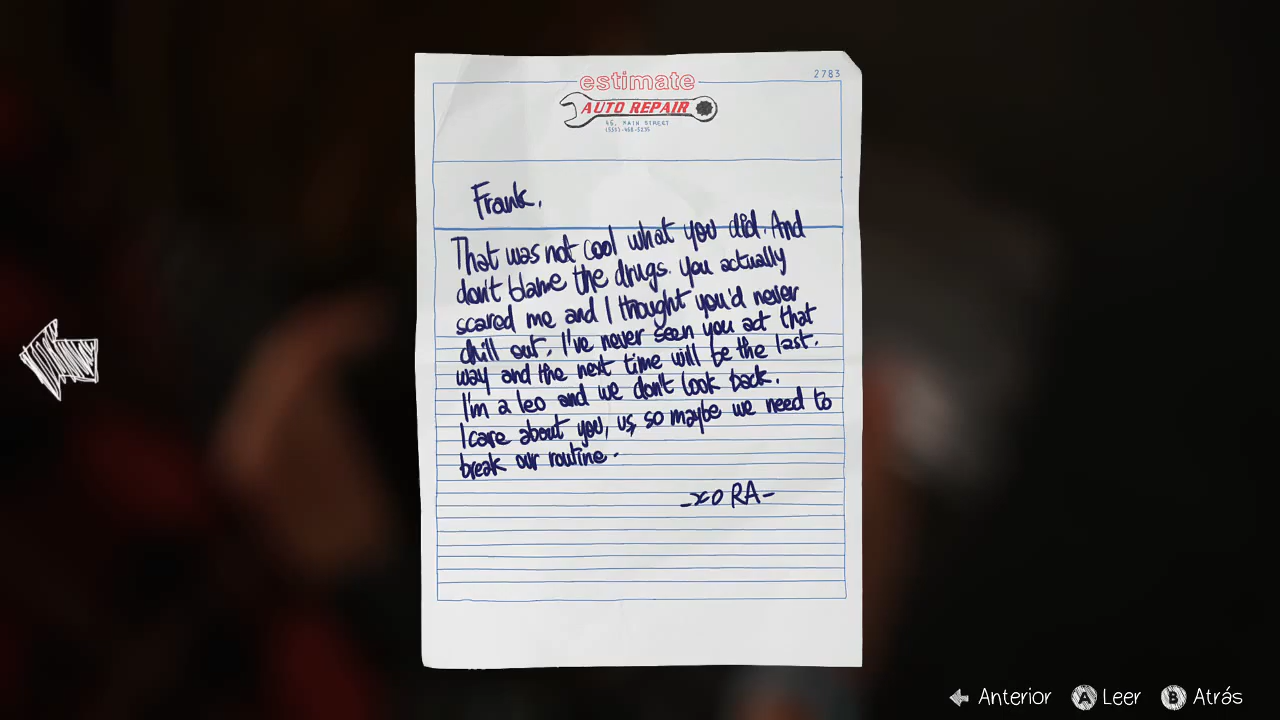 2783
estimate
AUTO REPAIR
45, MAIN STREET
Frank,
That was not cool what you did. And
don't blame the drugs. You actually
scared me and I thought you'd never
chill out. I've never seen you act that
way and the next time will be the last.
I'm a leo and we don't look back.
I care about you, us, so maybe we need to
break our routine.
-xo RA-
Anterior
A Leer
B Atrás